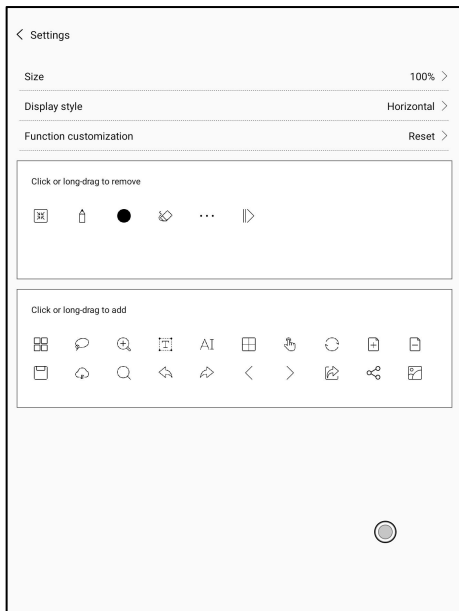 Settings
Size 100%
Display style Horizontal
Function customization Reset
Click or long-drag to remove
Click or long-drag to add
T AI